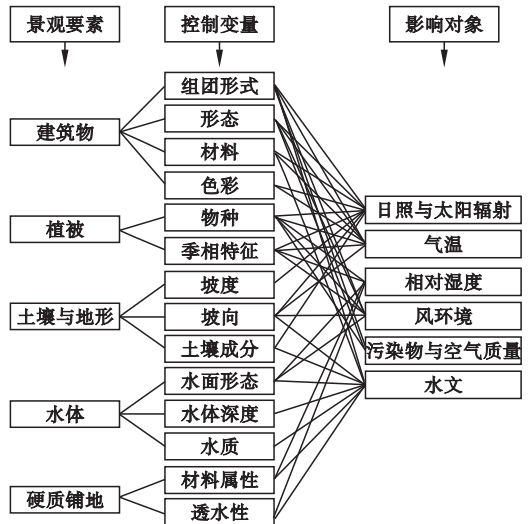 景观要素
控制变量
影响对象
建筑物
植被
土壤与地形
水体
硬质铺地
组团形式
形态
材料
色彩
物种
季相特征
坡度
坡向
土壤成分
水面形态
水体深度
水质
材料属性
透水性
日照与太阳辐射
气温
相对湿度
风环境
污染物与空气质量
水文